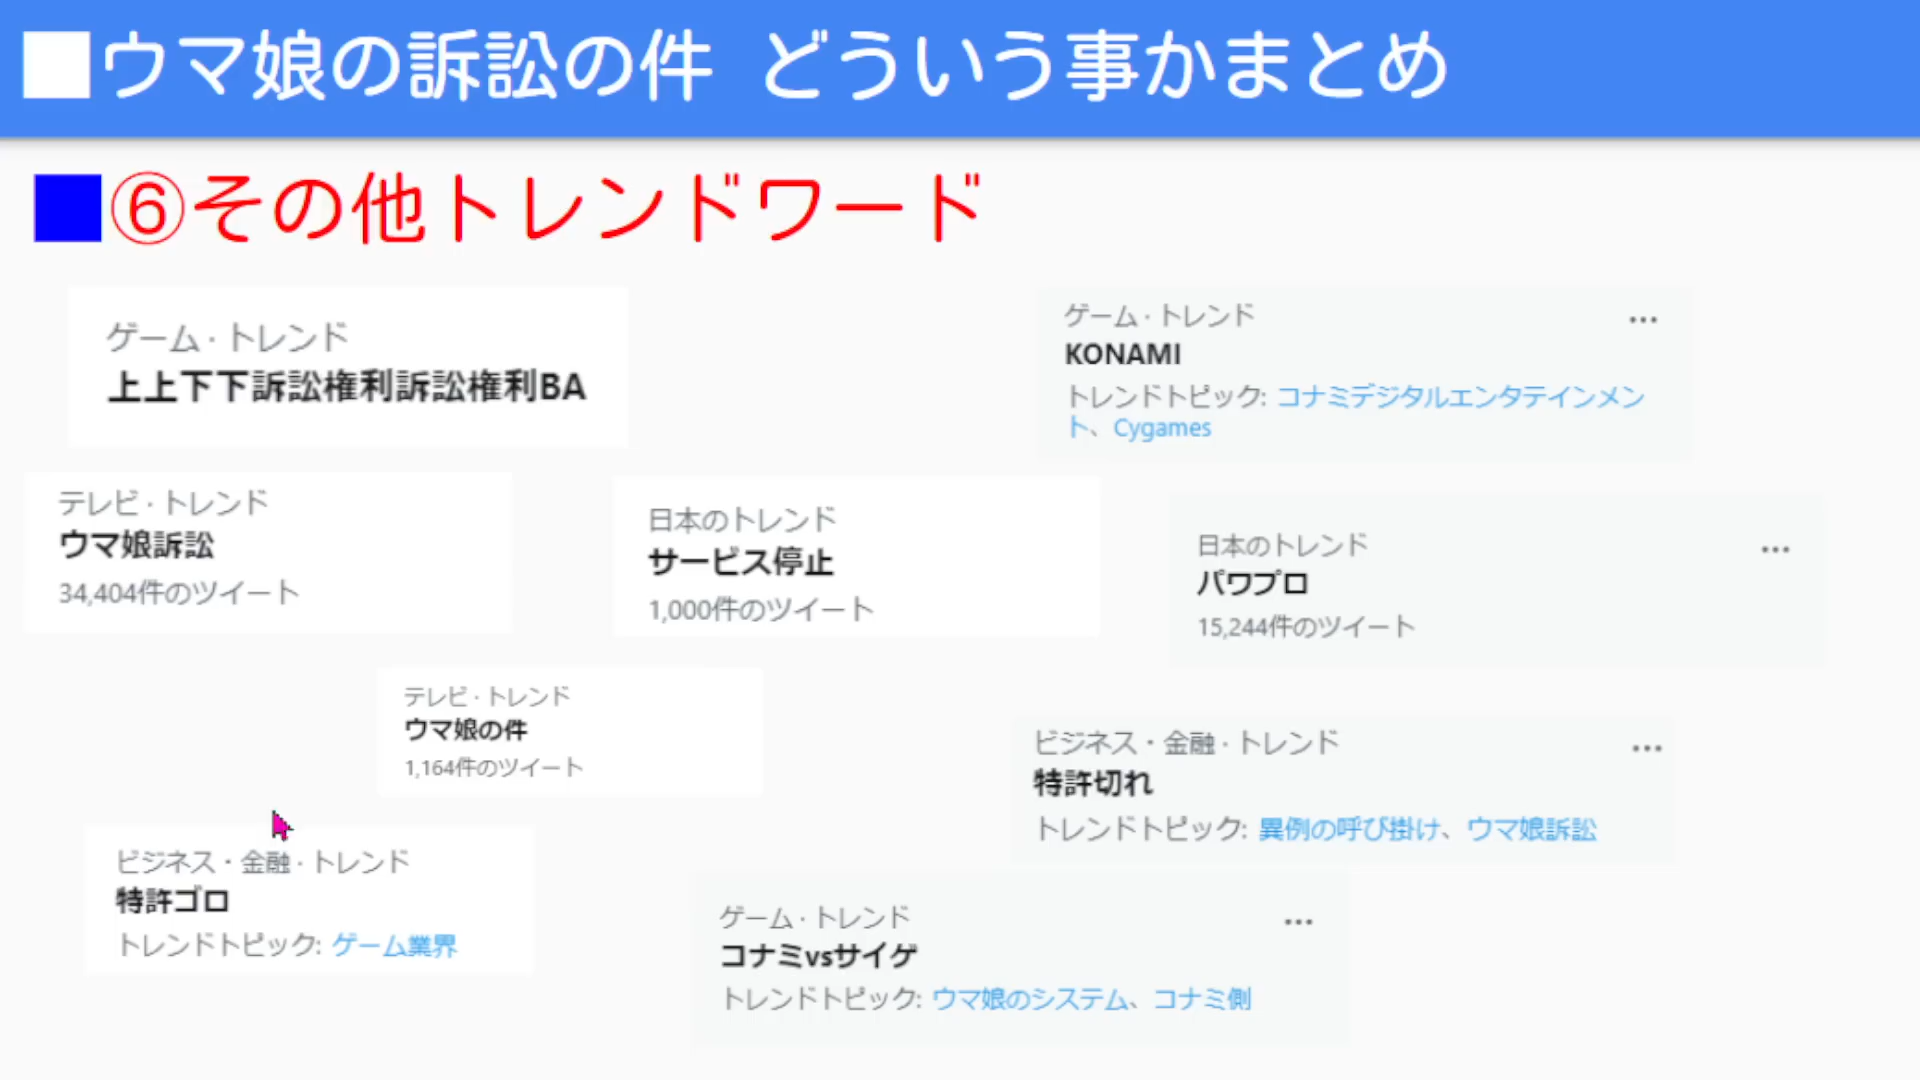 ■ウマ娘の訴訟の件 どういう事かまとめ
■⑥その他トレンドワード
ゲーム · トレンド
上上下下訴訟権利訴訟権利BA
ゲーム · トレンド
KONAMI
トレンドトピック: コナミデジタルエンタテインメン
ト、Cygames
テレビ · トレンド
ウマ娘訴訟
34,404件のツイート
日本のトレンド
サービス停止
1,000件のツイート
日本のトレンド
パワプロ
15,244件のツイート
テレビ · トレンド
ウマ娘の件
1,164件のツイート
ビジネス・金融 · トレンド
特許切れ
トレンドトピック: 異例の呼び掛け、ウマ娘訴訟
ビジネス・金融 · トレンド
特許ゴロ
トレンドトピック: ゲーム業界
ゲーム · トレンド
コナミvsサイゲ
トレンドトピック: ウマ娘のシステム、コナミ側